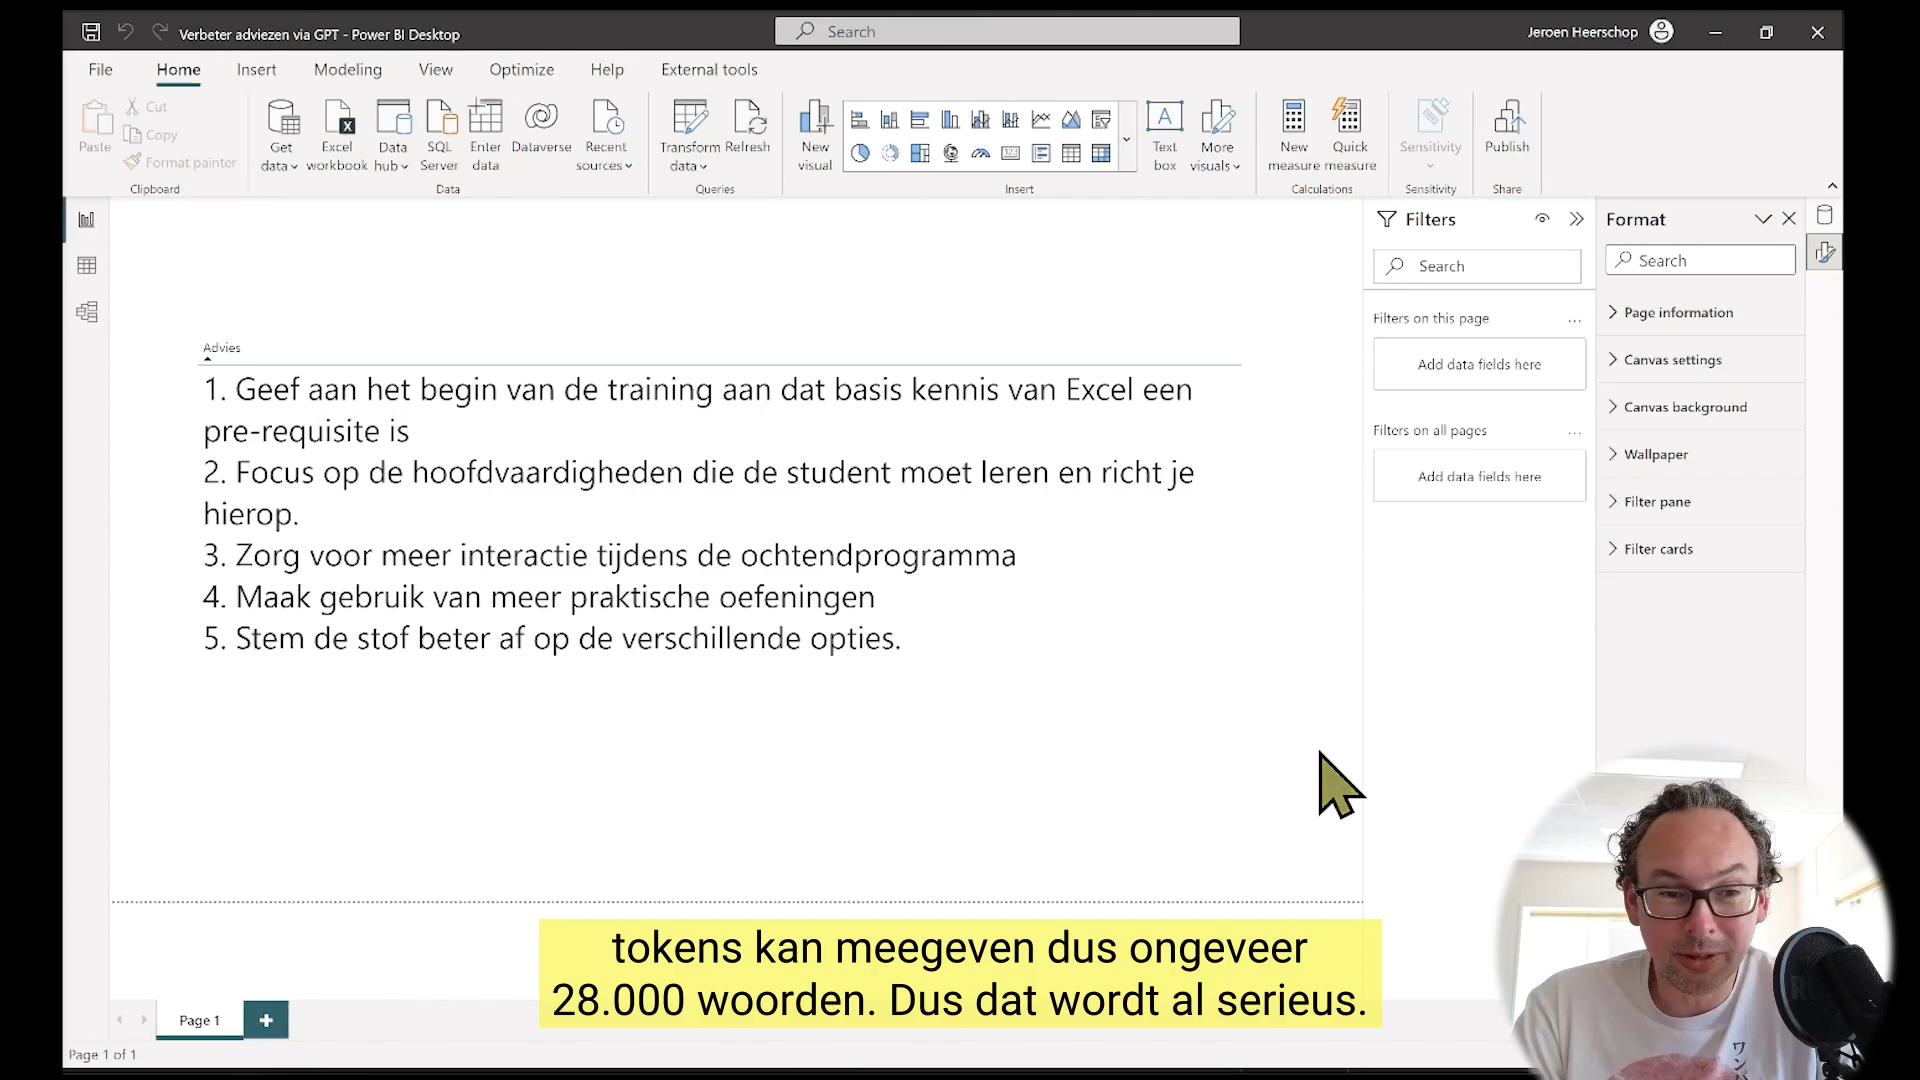 Verbeter adviezen via GPT - Power BI Desktop
Search
Jeroen Heerschop
File Home Insert Modeling View Optimize Help External tools
Paste
Cut
Copy
Format painter
Clipboard
Get data
Excel workbook
Data hub
SQL Server
Enter data
Dataverse
Recent sources
Data
Transform data
Refresh
Queries
New visual
Text box
More visuals
Insert
New measure
Quick measure
Calculations
Sensitivity
Sensitivity
Publish
Share
Filters
Search
Filters on this page
...
Add data fields here
Filters on all pages
...
Add data fields here
Format
Search
Page information
Canvas settings
Canvas background
Wallpaper
Filter pane
Filter cards
Advies
1. Geef aan het begin van de training aan dat basis kennis van Excel een
pre-requisite is
2. Focus op de hoofdvaardigheden die de student moet leren en richt je
hierop.
3. Zorg voor meer interactie tijdens de ochtendprogramma
4. Maak gebruik van meer praktische oefeningen
5. Stem de stof beter af op de verschillende opties.
tokens kan meegeven dus ongeveer
28.000 woorden. Dus dat wordt al serieus.
Page 1
Page 1 of 1